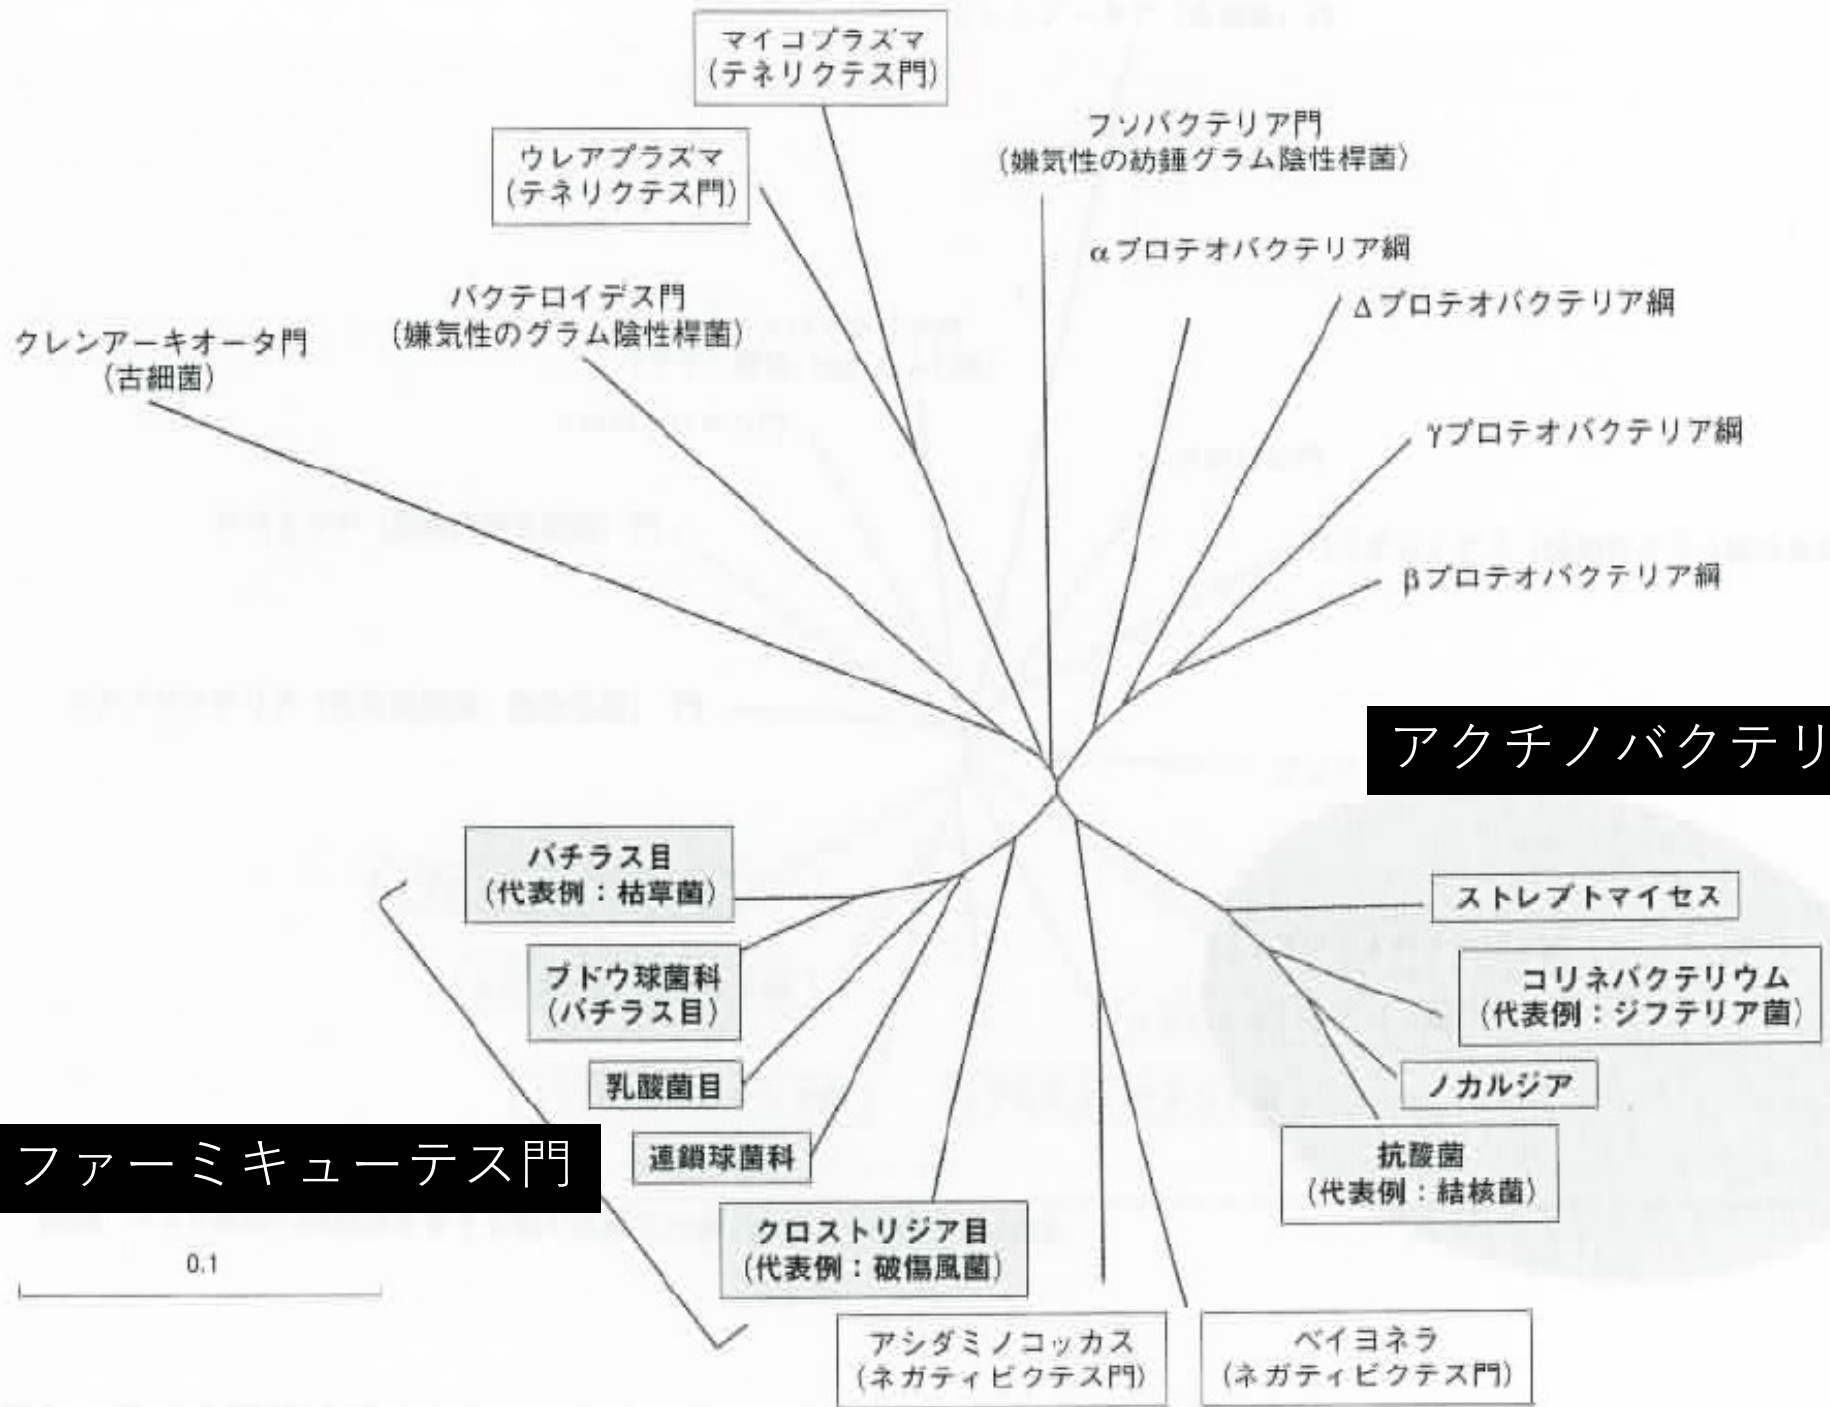 マイコプラズマ
(テネリクテス門)
ウレアプラズマ
(テネリクテス門)
フソバクテリア門
(嫌気性の紡錘グラム陰性桿菌)
αプロテオバクテリア綱
Δプロテオバクテリア綱
バクテロイデス門
(嫌気性のグラム陰性桿菌)
クレンアーキオータ門
(古細菌)
γプロテオバクテリア綱
βプロテオバクテリア綱
アクチノバクテリ
バチラス目
(代表例：枯草菌)
ストレプトマイセス
ブドウ球菌科
(バチラス目)
コリネバクテリウム
(代表例：ジフテリア菌)
乳酸菌目
ノカルジア
ファーミキューテス門
連鎖球菌科
抗酸菌
(代表例：結核菌)
クロストリジア目
(代表例：破傷風菌)
0.1
アシダミノコッカス
(ネガティビクテス門)
ベイヨネラ
(ネガティビクテス門)